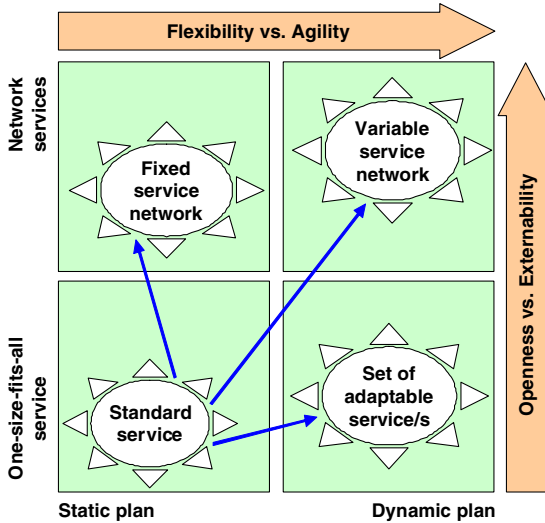 Flexibility vs. Agility
Network
services
Fixed
service
network
Variable
service
network
Openness vs. Externability
One-size-fits-all
service
Standard
service
Set of
adaptable
service/s
Static plan
Dynamic plan